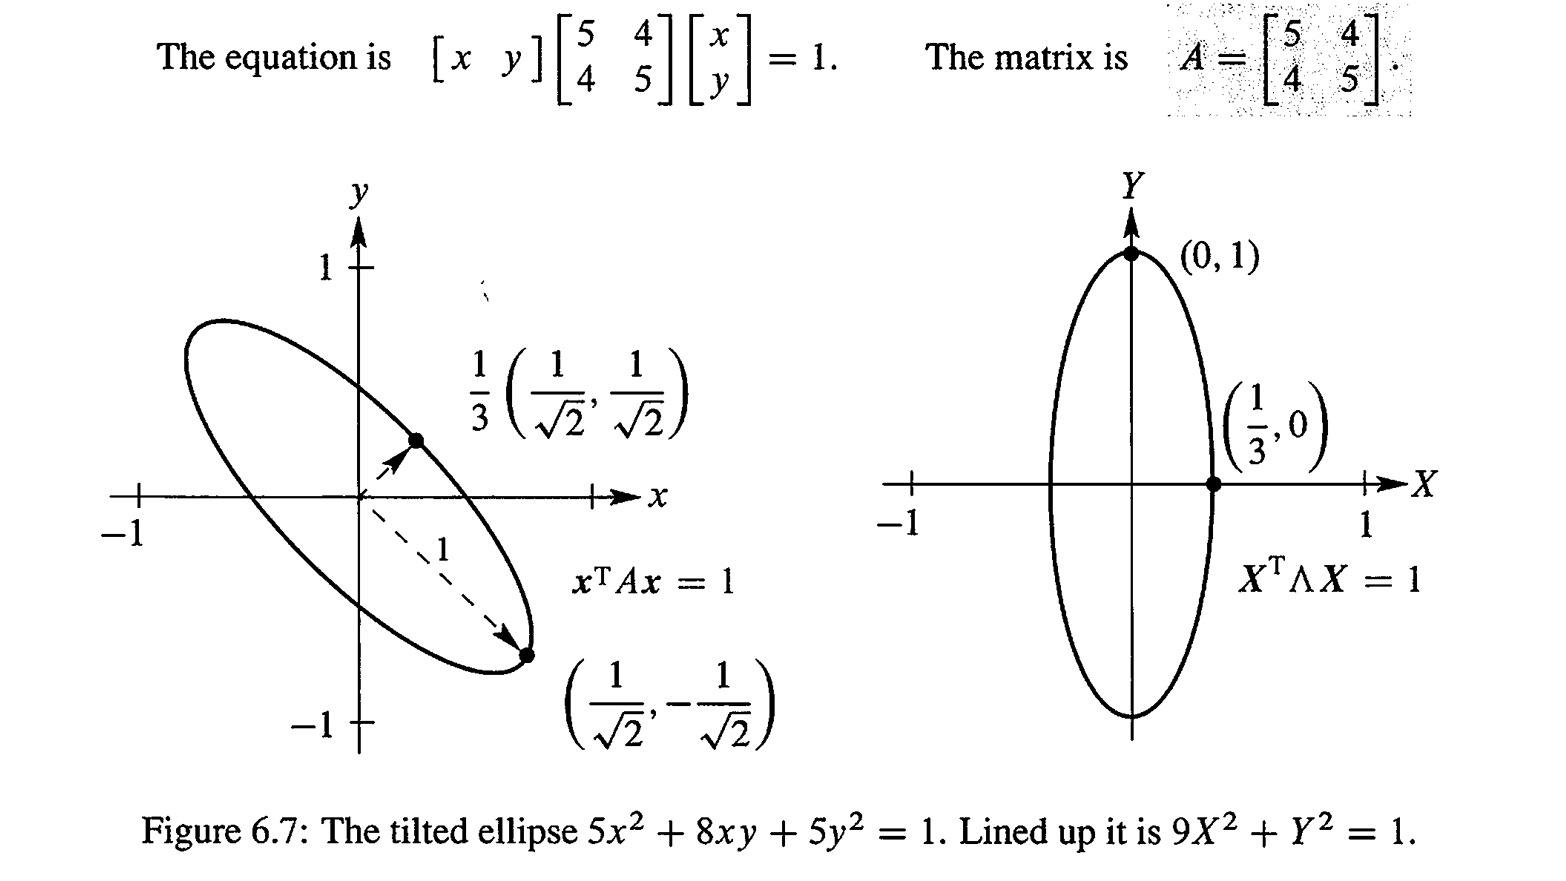 The equation is [x y] [5 4; 4 5] [x; y] = 1. The matrix is A = [5 4; 4 5].
y
1
1/3 (1/√2, 1/√2)
x
−1
1
xᵀAx = 1
(1/√2, −1/√2)
−1
Y
(0, 1)
(1/3, 0)
X
−1
1
XᵀΛX = 1
Figure 6.7: The tilted ellipse 5x² + 8xy + 5y² = 1. Lined up it is 9X² + Y² = 1.